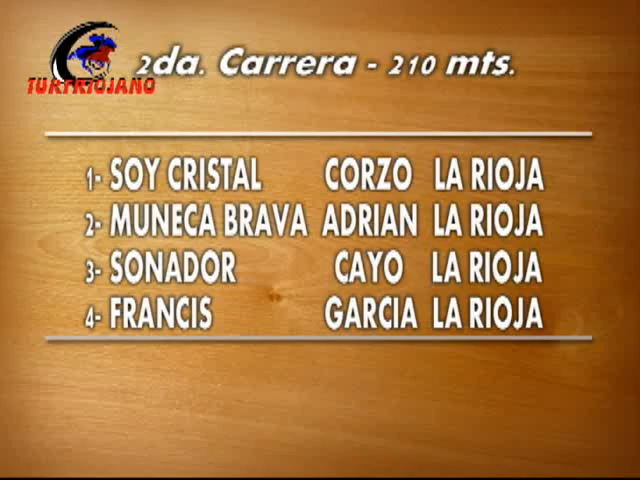 2da. Carrera - 210 mts.
TURFRIOJANO
1- SOY CRISTAL CORZO LA RIOJA
2- MUNECA BRAVA ADRIAN LA RIOJA
3- SONADOR CAYO LA RIOJA
4- FRANCIS GARCIA LA RIOJA